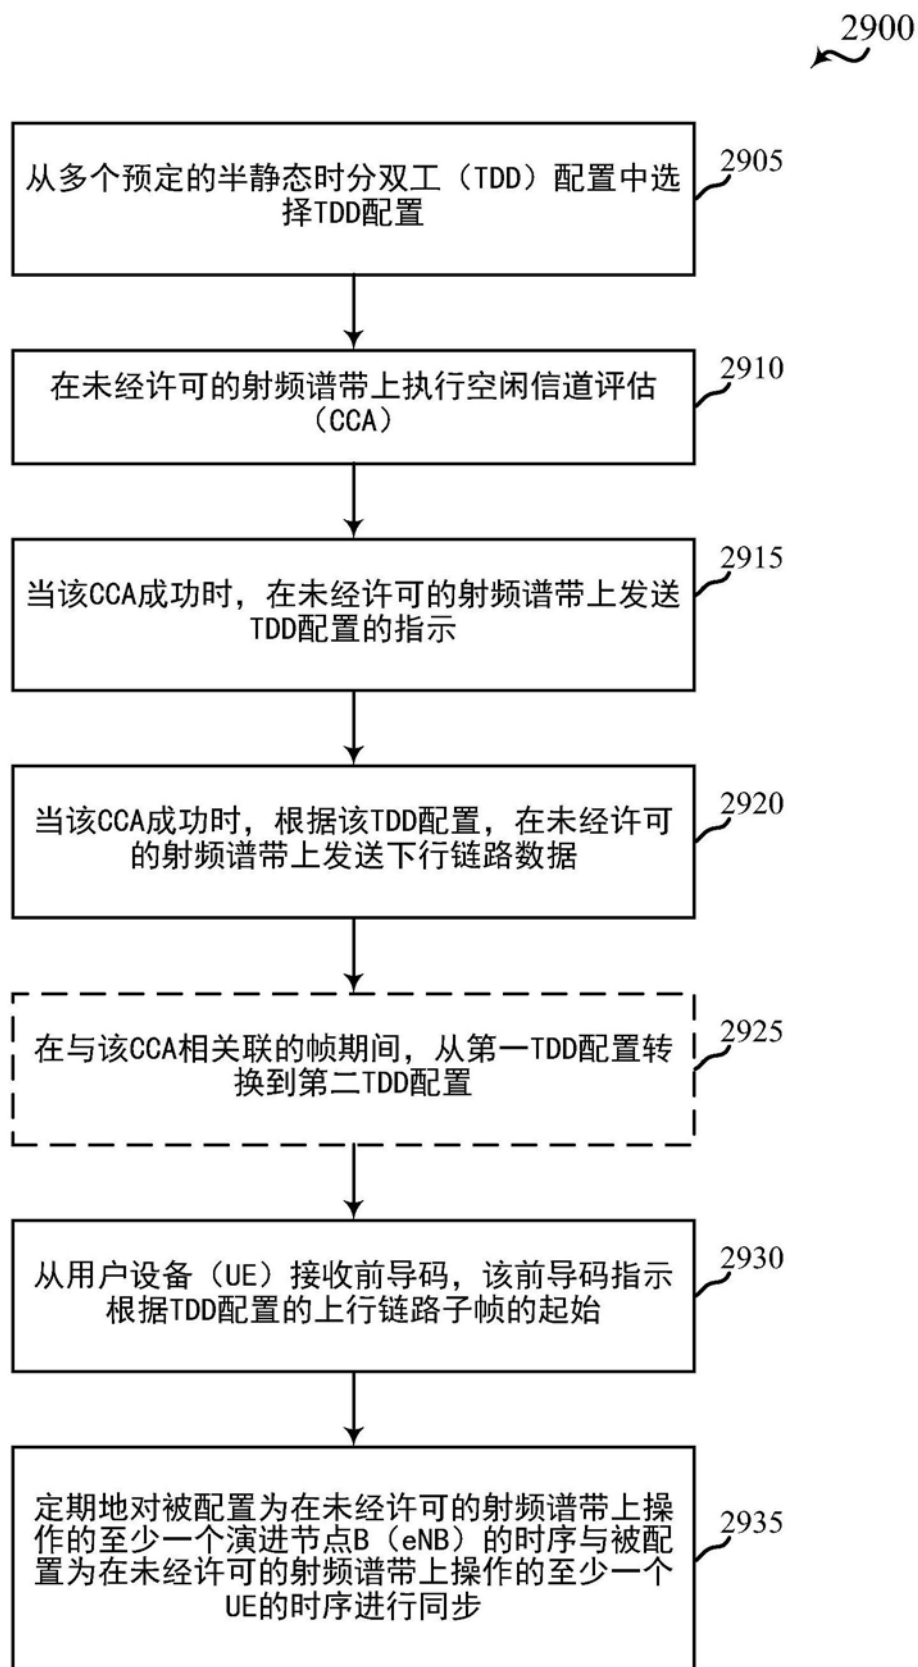 2900
从多个预定的半静态时分双工（TDD）配置中选
择TDD配置
2905
在未经许可的射频谱带上执行空闲信道评估
（CCA）
2910
当该CCA成功时，在未经许可的射频谱带上发送
TDD配置的指示
2915
当该CCA成功时，根据该TDD配置，在未经许可
的射频谱带上发送下行链路数据
2920
在与该CCA相关联的帧期间，从第一TDD配置转
换到第二TDD配置
2925
从用户设备（UE）接收前导码，该前导码指示
根据TDD配置的上行链路子帧的起始
2930
定期地对被配置为在未经许可的射频谱带上操
作的至少一个演进节点B（eNB）的时序与被配
置为在未经许可的射频谱带上操作的至少一个
UE的时序进行同步
2935